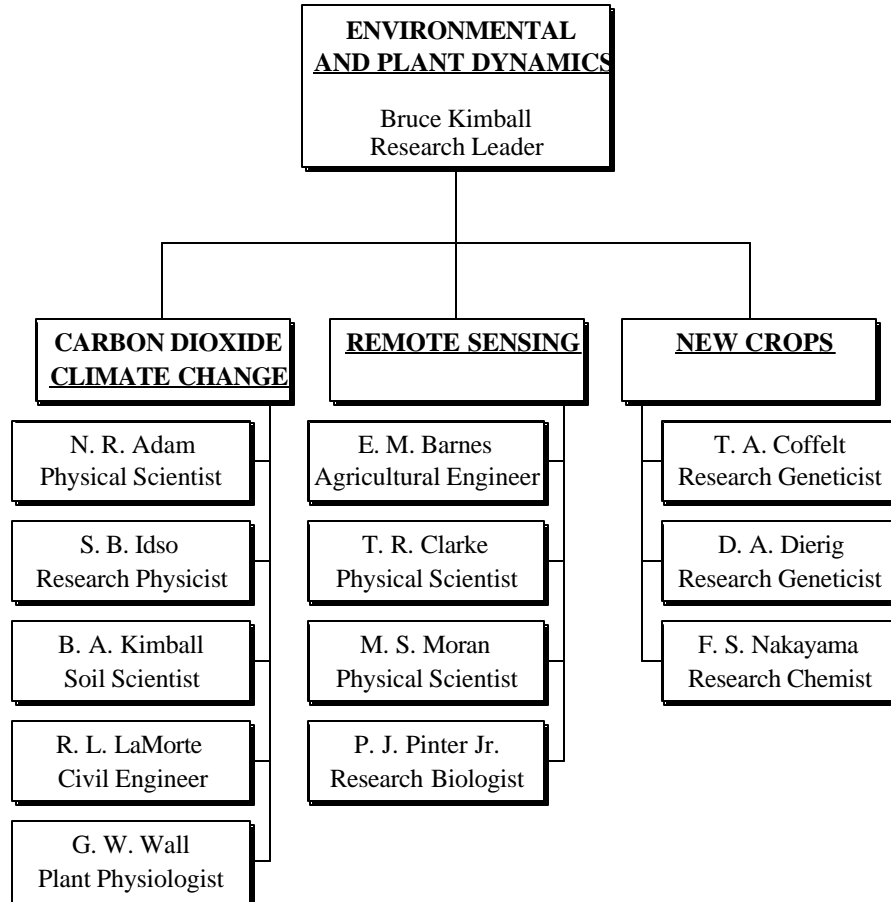 ENVIRONMENTAL
AND PLANT DYNAMICS
Bruce Kimball
Research Leader
CARBON DIOXIDE
CLIMATE CHANGE
N. R. Adam
Physical Scientist
S. B. Idso
Research Physicist
B. A. Kimball
Soil Scientist
R. L. LaMorte
Civil Engineer
G. W. Wall
Plant Physiologist
REMOTE SENSING
E. M. Barnes
Agricultural Engineer
T. R. Clarke
Physical Scientist
M. S. Moran
Physical Scientist
P. J. Pinter Jr.
Research Biologist
NEW CROPS
T. A. Coffelt
Research Geneticist
D. A. Dierig
Research Geneticist
F. S. Nakayama
Research Chemist